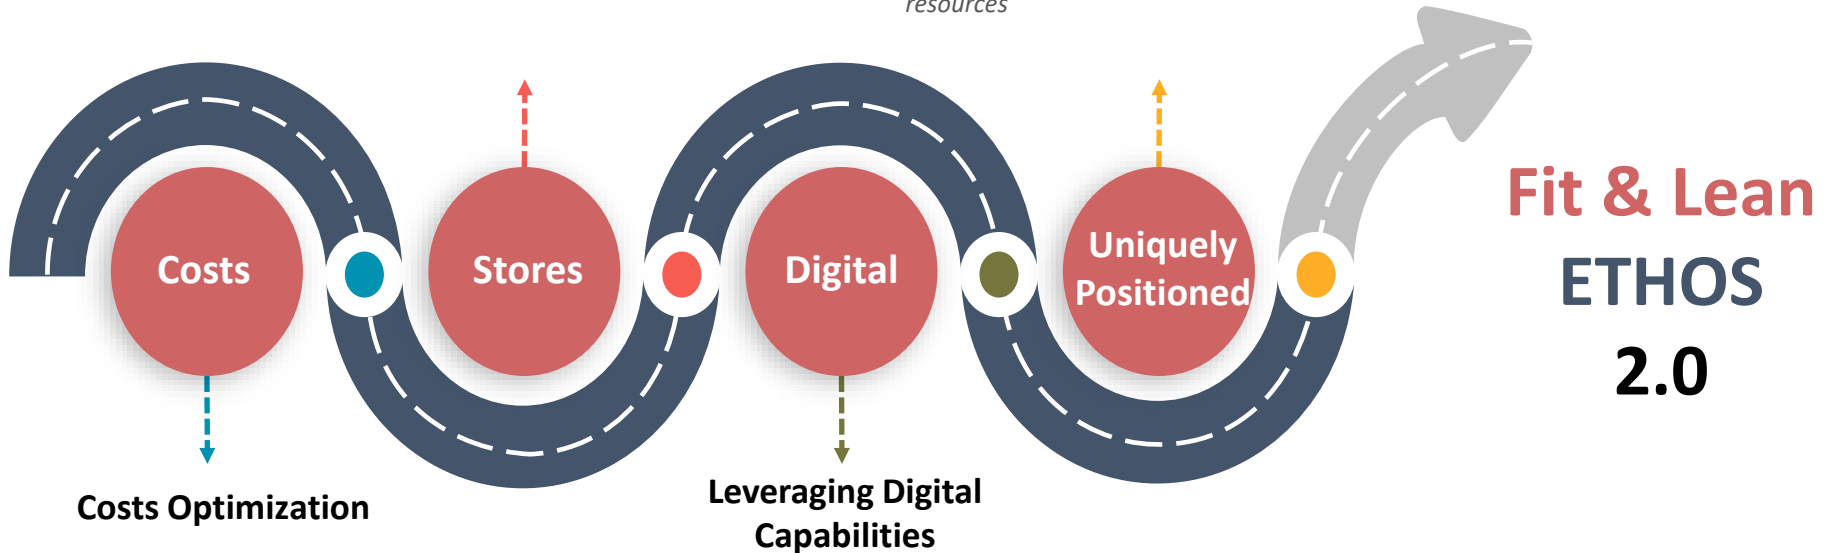 resources
Costs
Stores
Digital
Uniquely
Positioned
Fit & Lean
ETHOS
2.0
Costs Optimization
Leveraging Digital
Capabilities